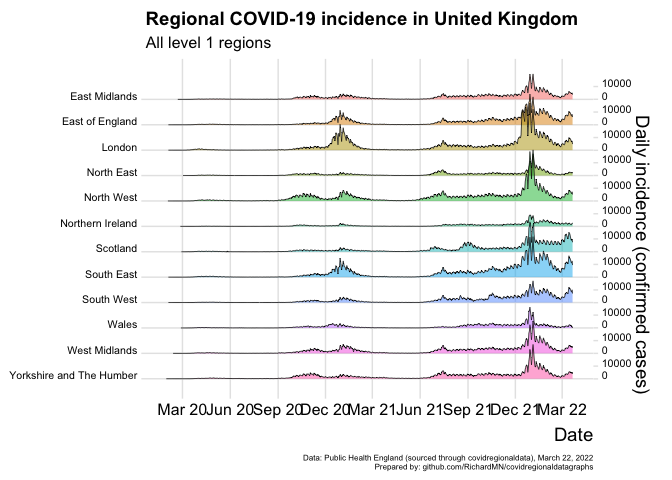 Regional COVID-19 incidence in United Kingdom
All level 1 regions
East Midlands
10000
0
East of England
10000
0
London
10000
0
North East
10000
0
North West
10000
0
Northern Ireland
10000
0
Scotland
10000
0
South East
10000
0
South West
10000
0
Wales
10000
0
West Midlands
10000
0
Yorkshire and The Humber
10000
0
Daily incidence (confirmed cases)
Mar 20 Jun 20 Sep 20 Dec 20 Mar 21 Jun 21 Sep 21 Dec 21 Mar 22
Date
Data: Public Health England (sourced through covidregionaldata), March 22, 2022
Prepared by: github.com/RichardMN/covidregionaldatagraphs